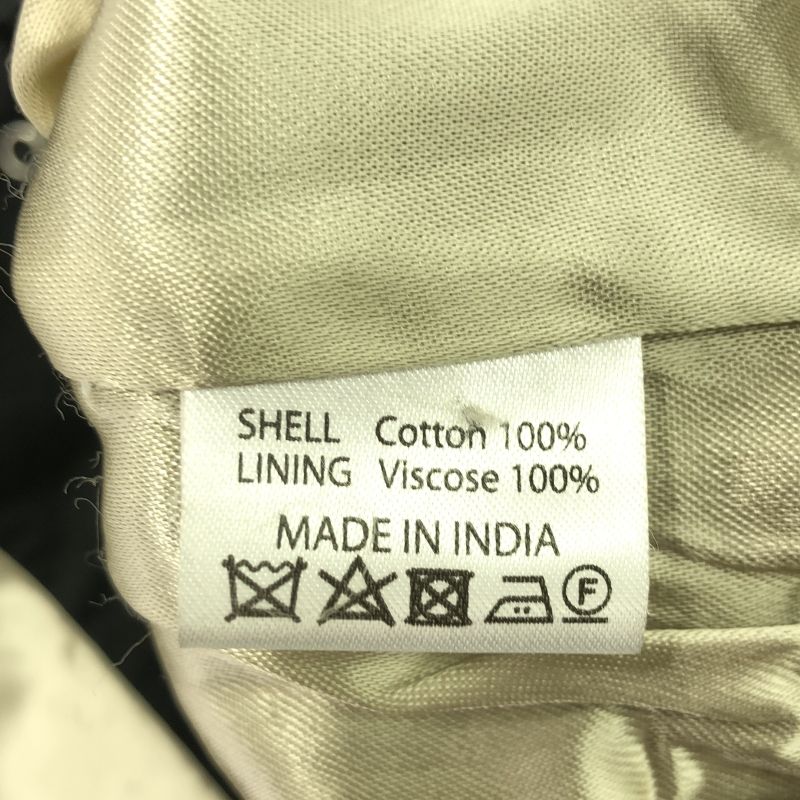 SHELL Cotton 100%
LINING Viscose 100%
MADE IN INDIA
F